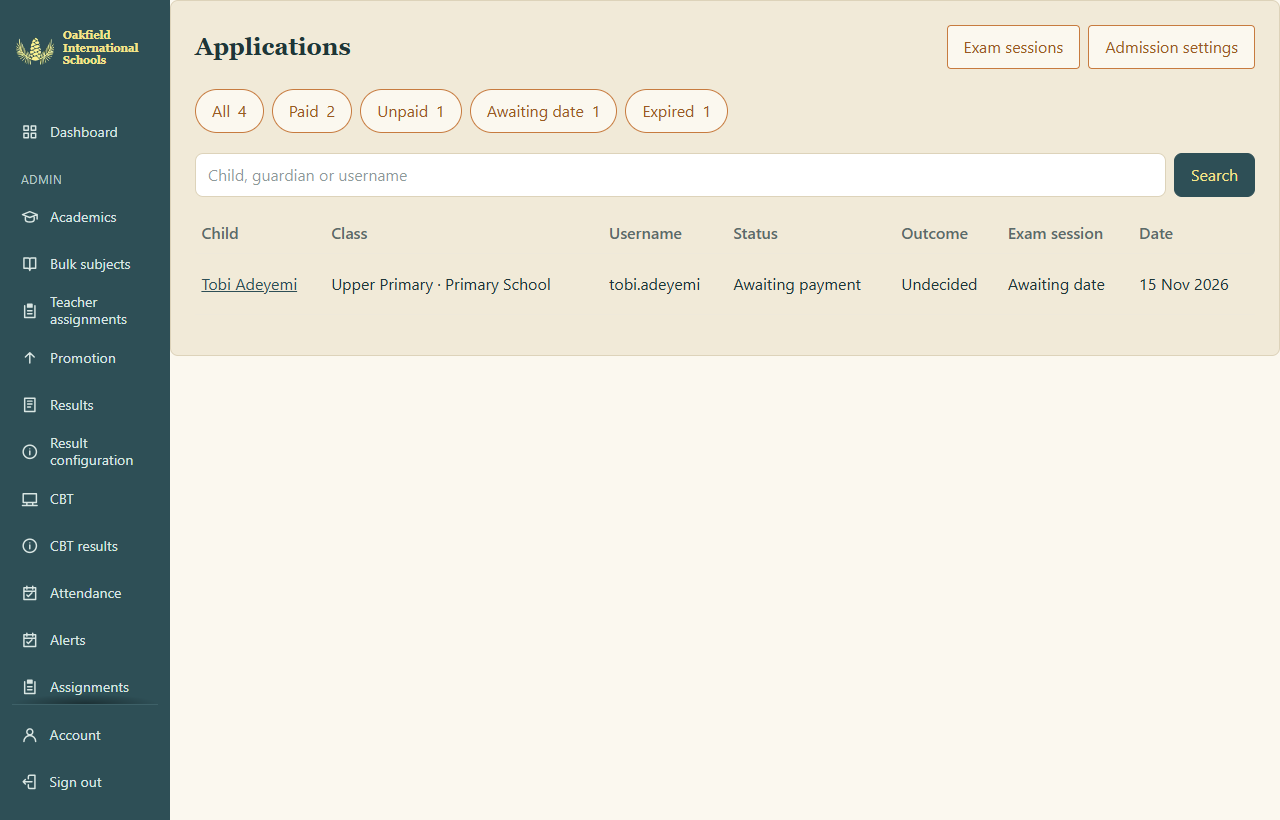 Oakfield
International
Schools
Dashboard
ADMIN
Academics
Bulk subjects
Teacher
assignments
Promotion
Results
Result
configuration
CBT
CBT results
Attendance
Alerts
Assignments
Account
Sign out
Applications
Exam sessions
Admission settings
All 4
Paid 2
Unpaid 1
Awaiting date 1
Expired 1
Child, guardian or username
Search
Child Class Username Status Outcome Exam session Date
Tobi Adeyemi Upper Primary · Primary School tobi.adeyemi Awaiting payment Undecided Awaiting date 15 Nov 2026